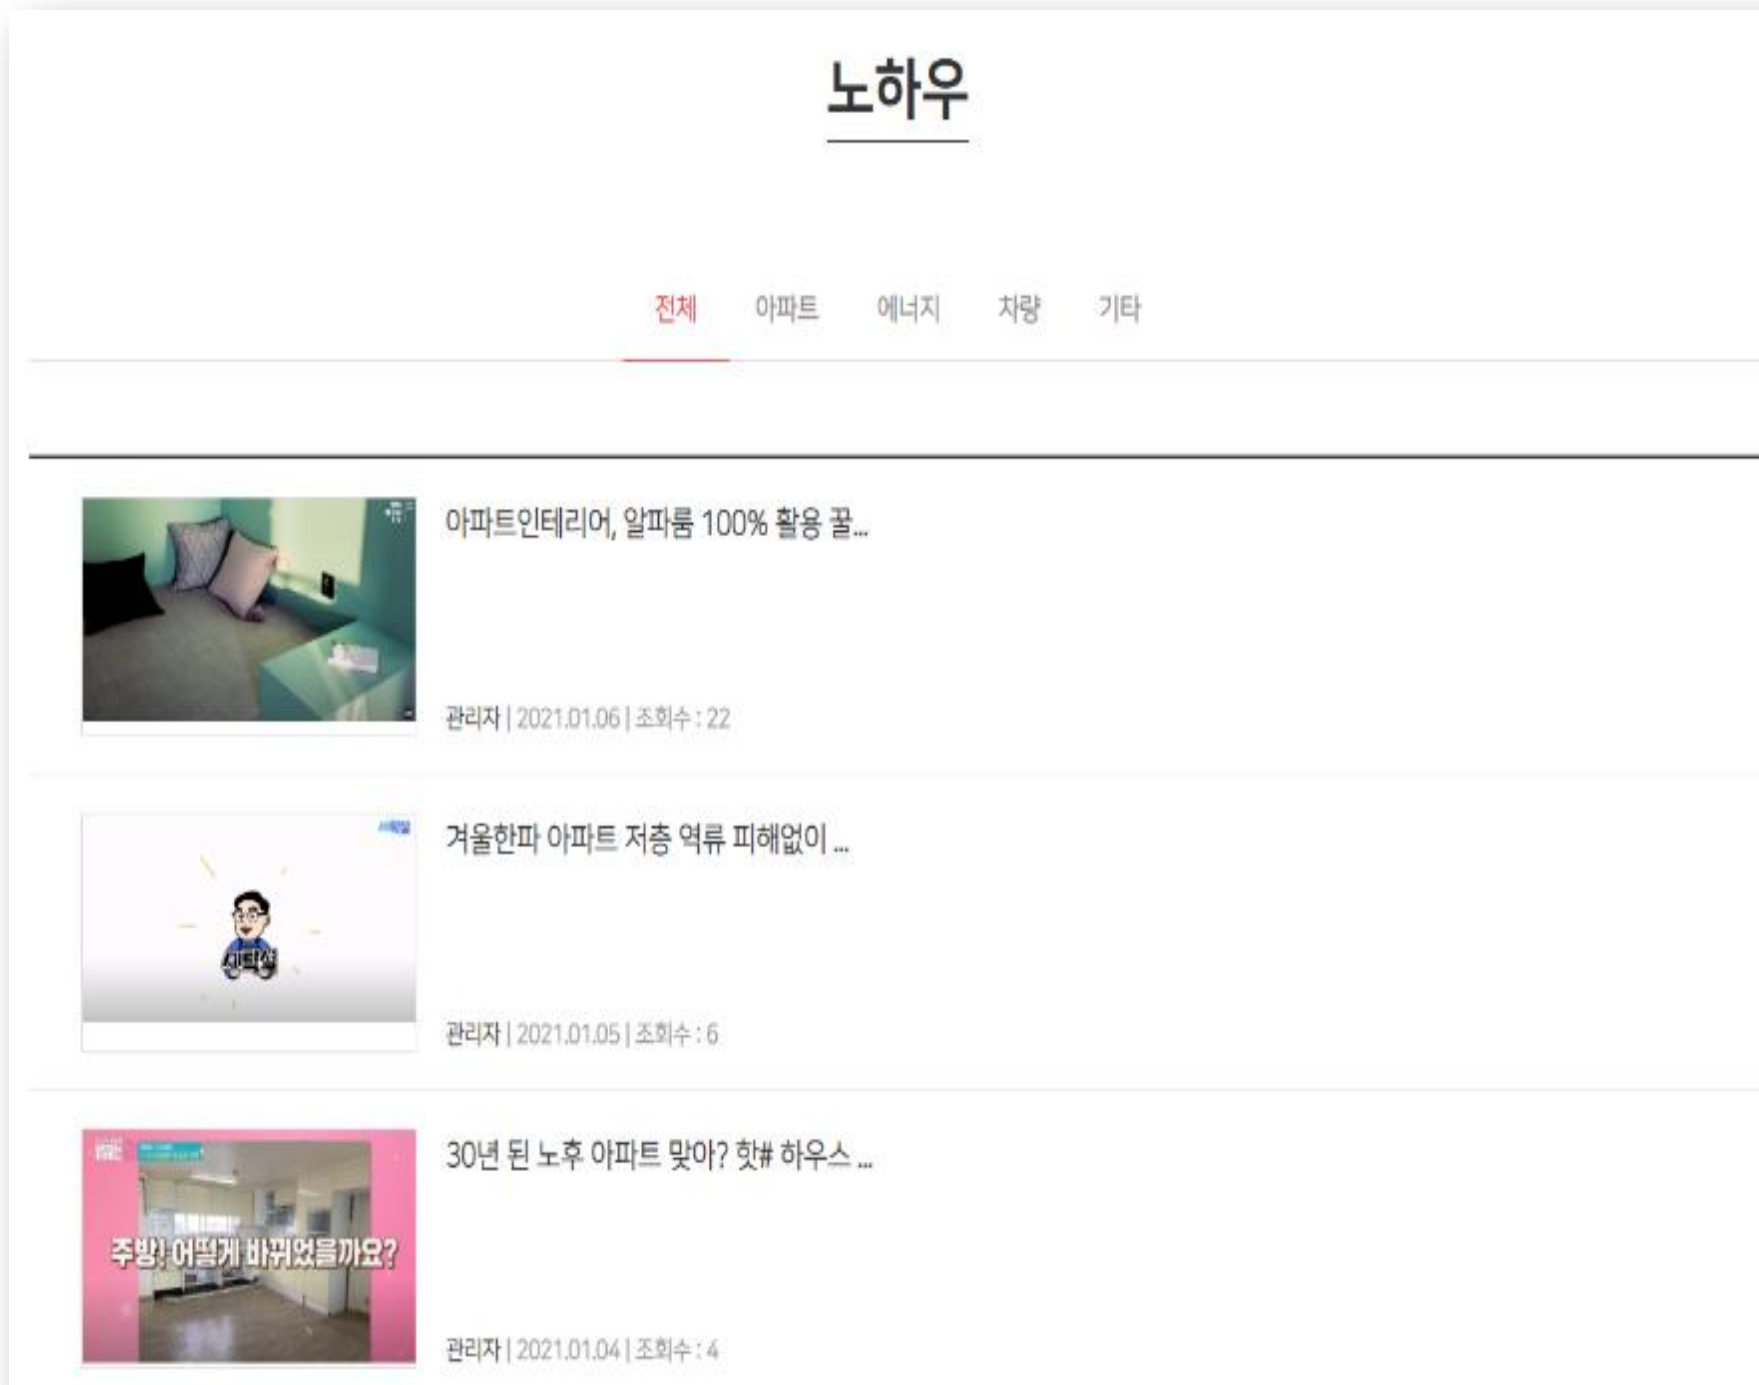 노하우
전체 아파트 에너지 차량 기타
아파트인테리어, 알파룸 100% 활용 꿀...
관리자 | 2021.01.06 | 조회수 : 22
겨울한파 아파트 저층 역류 피해없이 ...
세탁설
관리자 | 2021.01.05 | 조회수 : 6
30년 된 노후 아파트 맞아? 핫# 하우스 ...
주방! 어떻게 바뀌었을까요?
관리자 | 2021.01.04 | 조회수 : 4